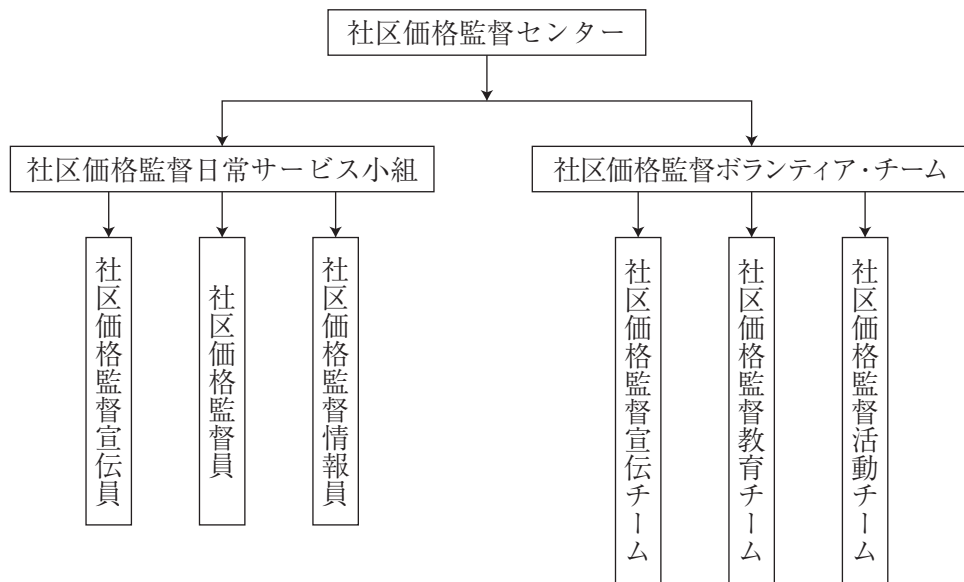 社区価格監督センター
社区価格監督日常サービス小組
社区価格監督ボランティア・チーム
社区価格監督宣伝員
社区価格監督員
社区価格監督情報員
社区価格監督宣伝チーム
社区価格監督教育チーム
社区価格監督活動チーム